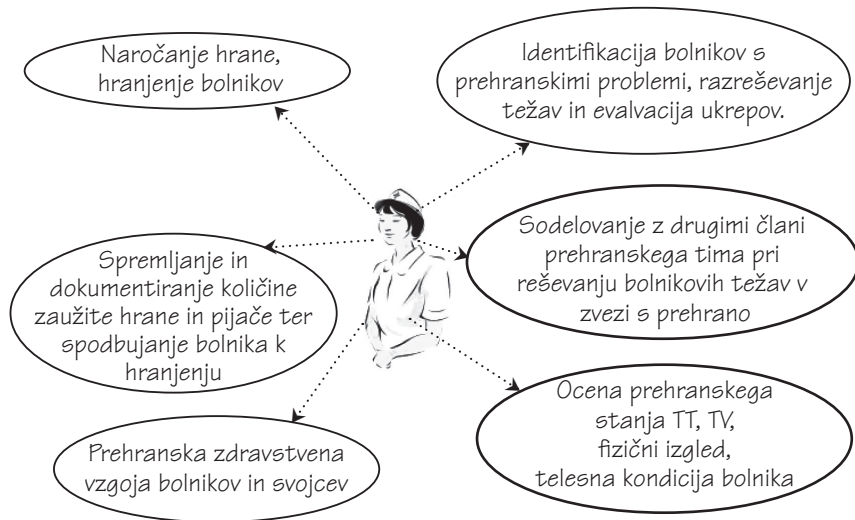 Naročanje hrane,
hranjenje bolnikov
Identifikacija bolnikov s
prehranskimi problemi, razreševanje
težav in evalvacija ukrepov.
Spremljanje in
dokumentiranje količine
zaužite hrane in pijače ter
spodbujanje bolnika k
hranjenju
Sodelovanje z drugimi člani
prehranskega tima pri
reševanju bolnikovih težav v
zvezi s prehrano
Prehranska zdravstvena
vzgoja bolnikov in svojcev
Ocena prehranskega
stanja TT, TV,
fizični izgled,
telesna kondicija bolnika